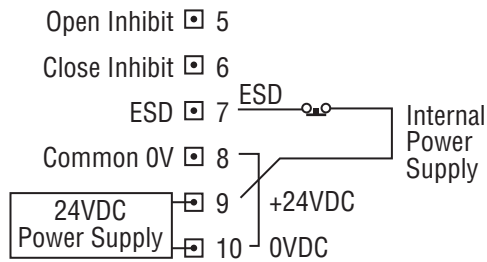 Open Inhibit 5
Close Inhibit 6
ESD 7 ESD
Internal
Power
Supply
Common 0V 8
9 +24VDC
24VDC
Power Supply
10 0VDC